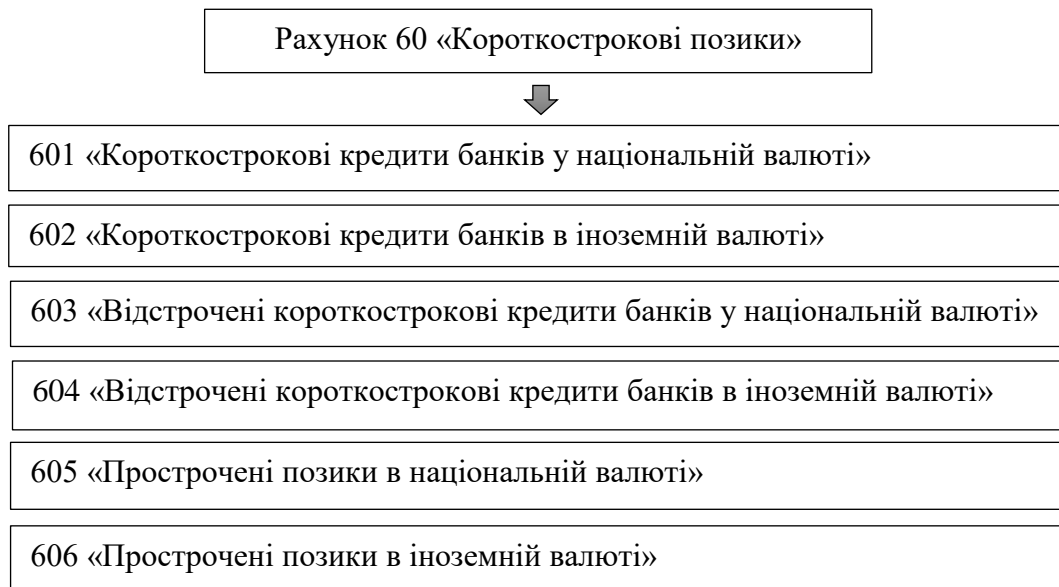 Рахунок 60 «Короткострокові позики»
601 «Короткострокові кредити банків у національній валюті»
602 «Короткострокові кредити банків в іноземній валюті»
603 «Відстрочені короткострокові кредити банків у національній валюті»
604 «Відстрочені короткострокові кредити банків в іноземній валюті»
605 «Прострочені позики в національній валюті»
606 «Прострочені позики в іноземній валюті»